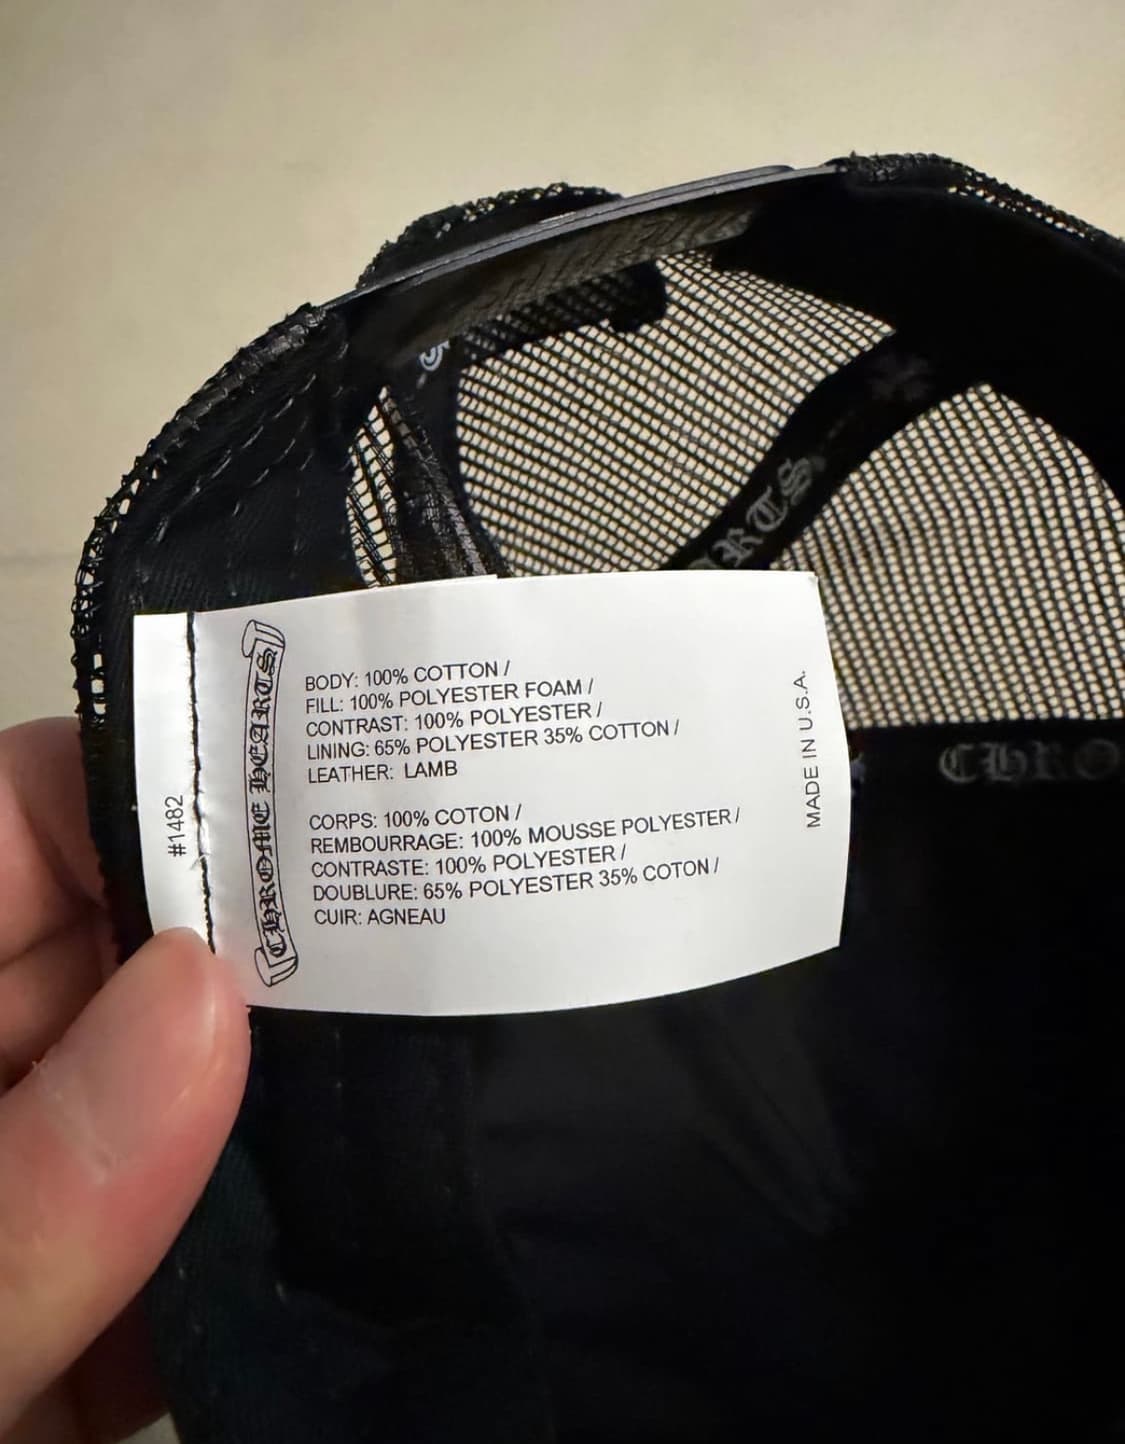 BODY: 100% COTTON /
FILL: 100% POLYESTER FOAM /
CONTRAST: 100% POLYESTER /
LINING: 65% POLYESTER 35% COTTON /
LEATHER: LAMB
CORPS: 100% COTON /
REMBOURRAGE: 100% MOUSSE POLYESTER /
CONTRASTE: 100% POLYESTER /
DOUBLURE: 65% POLYESTER 35% COTON /
CUIR: AGNEAU
CHROME HEARTS
#1482
MADE IN U.S.A.
ARTS
CHRO